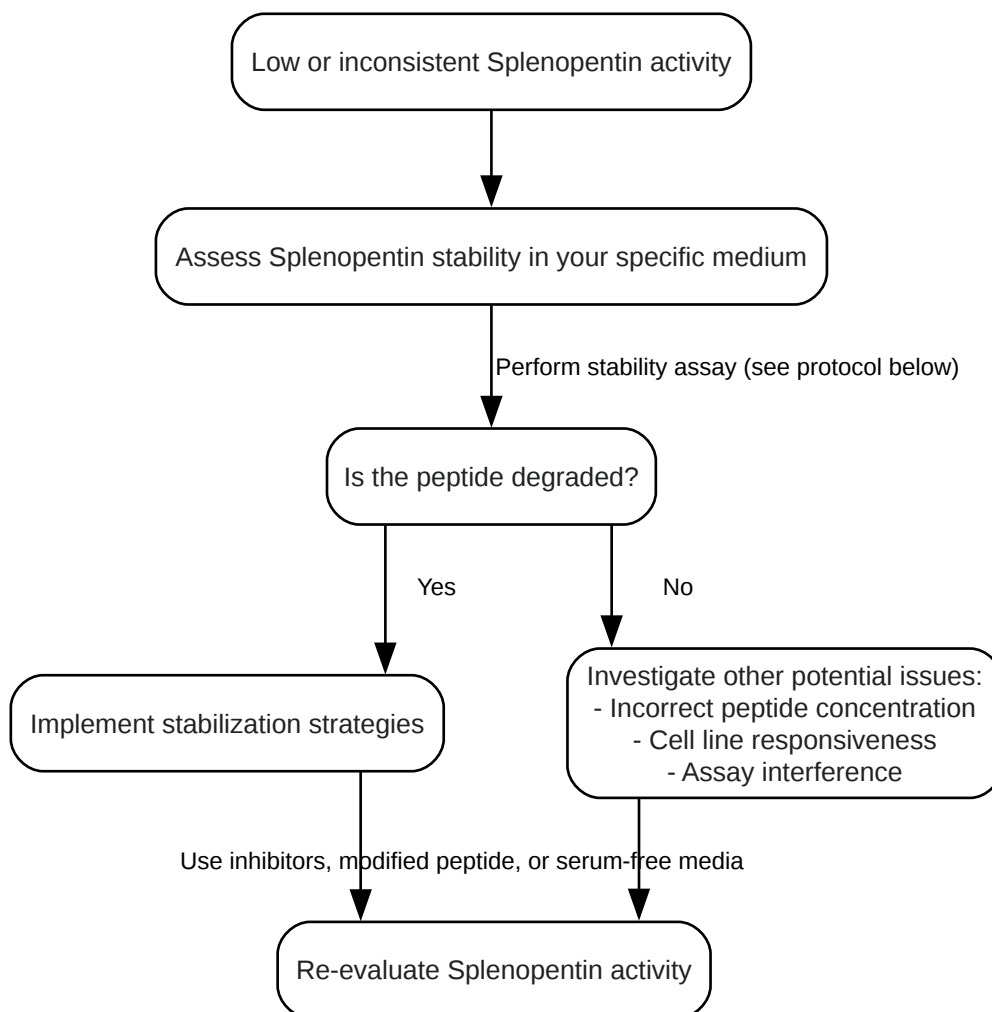 Low or inconsistent Splenopentin activity
Assess Splenopentin stability in your specific medium
Perform stability assay (see protocol below)
Is the peptide degraded?
Yes
No
Implement stabilization strategies
Investigate other potential issues:
- Incorrect peptide concentration
- Cell line responsiveness
- Assay interference
Use inhibitors, modified peptide, or serum-free media
Re-evaluate Splenopentin activity